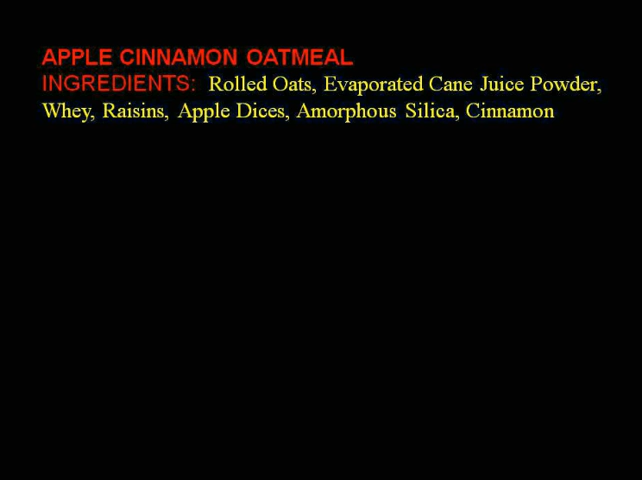 APPLE CINNAMON OATMEAL
INGREDIENTS: Rolled Oats, Evaporated Cane Juice Powder,
Whey, Raisins, Apple Dices, Amorphous Silica, Cinnamon